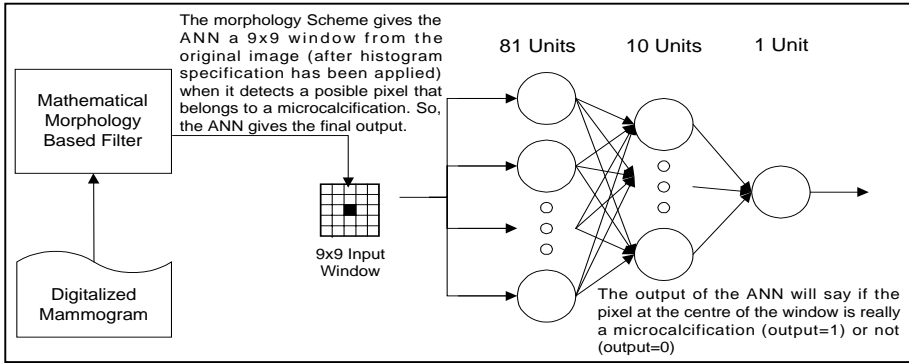 The morphology Scheme gives the
ANN a 9x9 window from the
original image (after histogram
specification has been applied)
when it detects a posible pixel that
belongs to a microcalcification. So,
the ANN gives the final output.
81 Units
10 Units
1 Unit
Mathematical
Morphology
Based Filter
9x9 Input
Window
Digitalized
Mammogram
The output of the ANN will say if the
pixel at the centre of the window is really
a microcalcification (output=1) or not
(output=0)